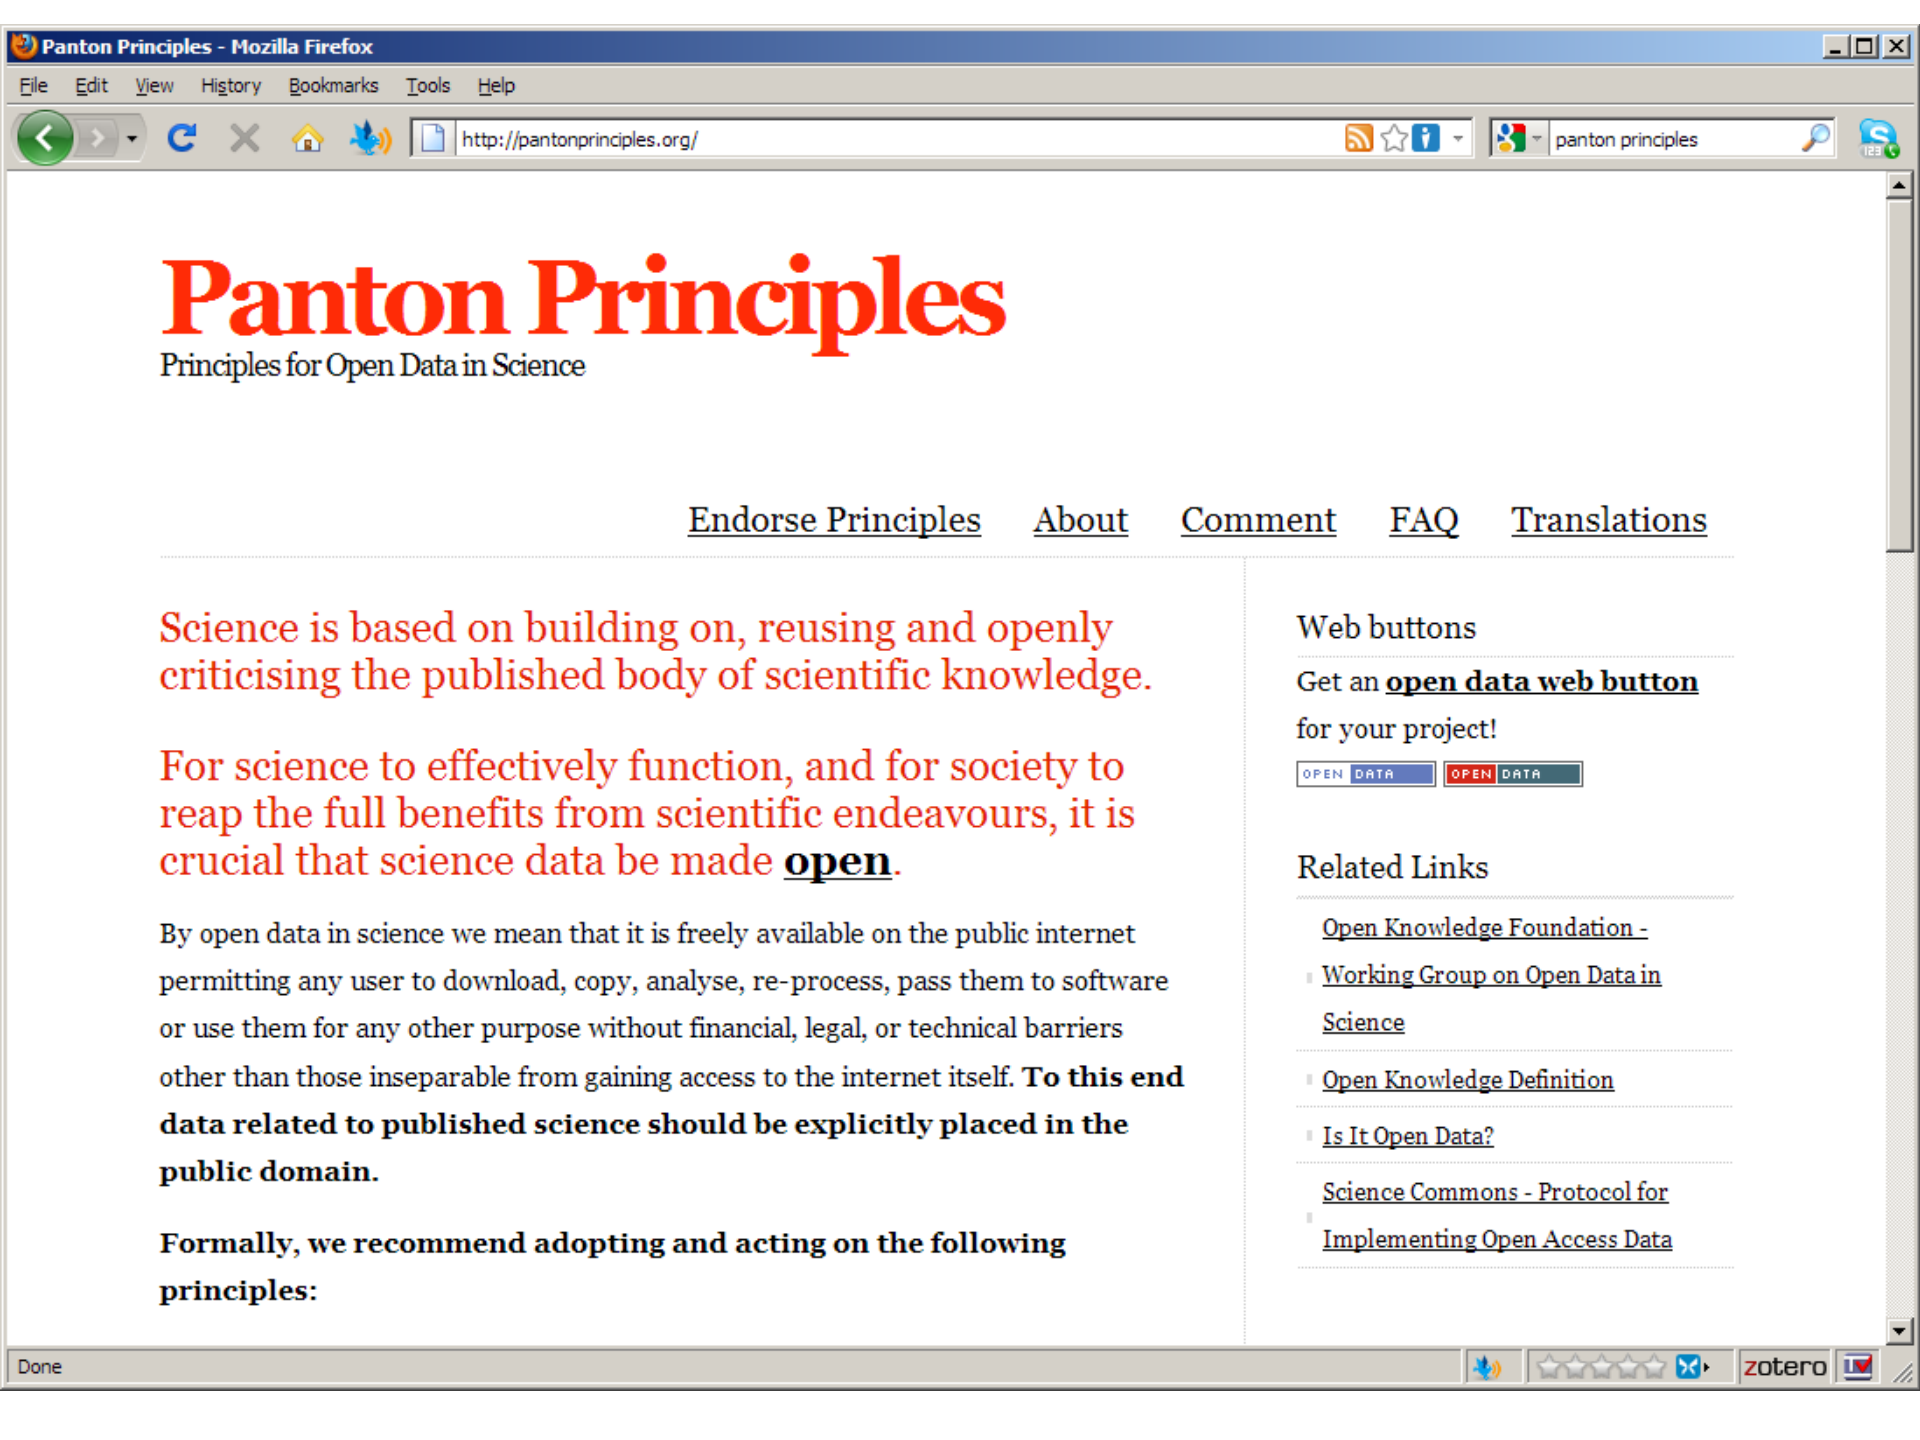 Panton Principles - Mozilla Firefox
File Edit View History Bookmarks Tools Help
http://pantonprinciples.org/
panton principles
123
Panton Principles
Principles for Open Data in Science
Endorse Principles About Comment FAQ Translations
Science is based on building on, reusing and openly
criticising the published body of scientific knowledge.
For science to effectively function, and for society to
reap the full benefits from scientific endeavours, it is
crucial that science data be made open.
By open data in science we mean that it is freely available on the public internet
permitting any user to download, copy, analyse, re-process, pass them to software
or use them for any other purpose without financial, legal, or technical barriers
other than those inseparable from gaining access to the internet itself. To this end
data related to published science should be explicitly placed in the
public domain.
Formally, we recommend adopting and acting on the following
principles:
Web buttons
Get an open data web button
for your project!
OPEN DATA OPEN DATA
Related Links
Open Knowledge Foundation -
Working Group on Open Data in
Science
Open Knowledge Definition
Is It Open Data?
Science Commons - Protocol for
Implementing Open Access Data
Done
zotero